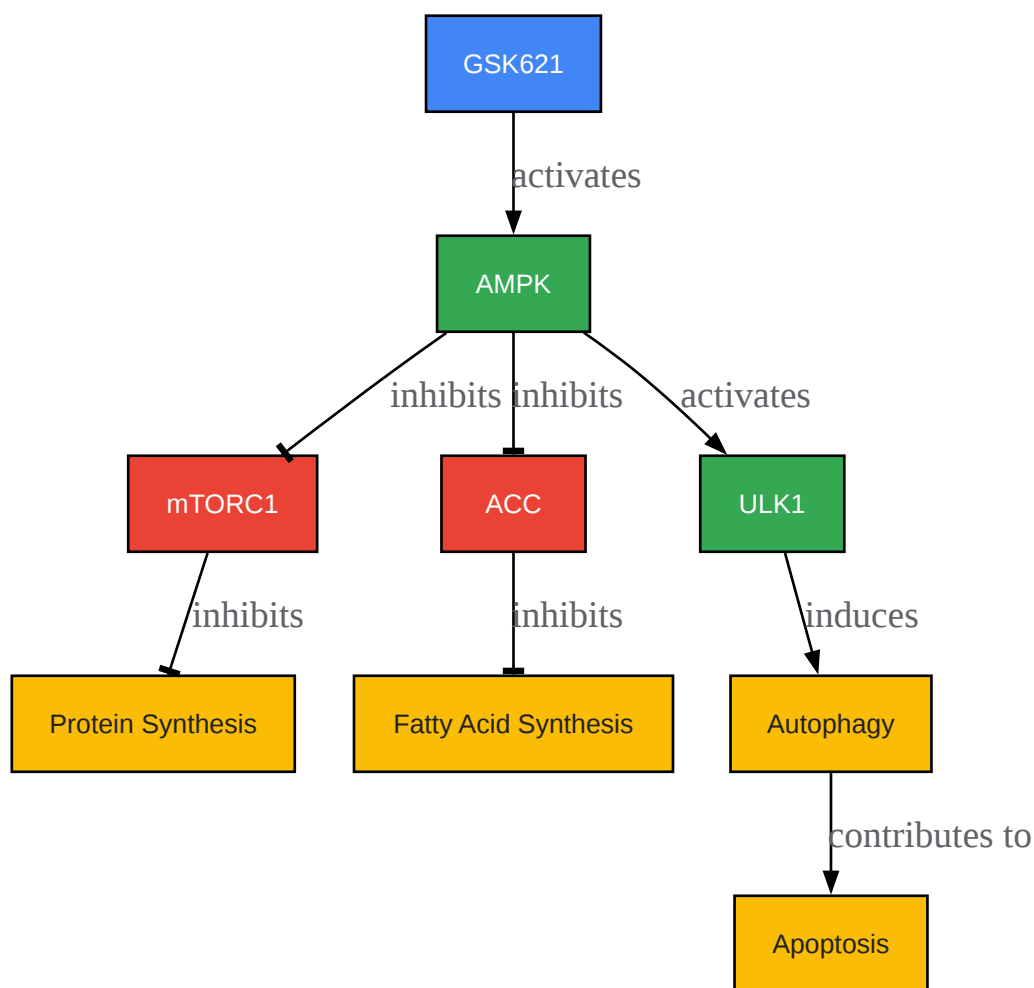 GSK621
activates
AMPK
inhibits
inhibits
activates
mTORC1
ACC
ULK1
inhibits
inhibits
induces
Protein Synthesis
Fatty Acid Synthesis
Autophagy
contributes to
Apoptosis